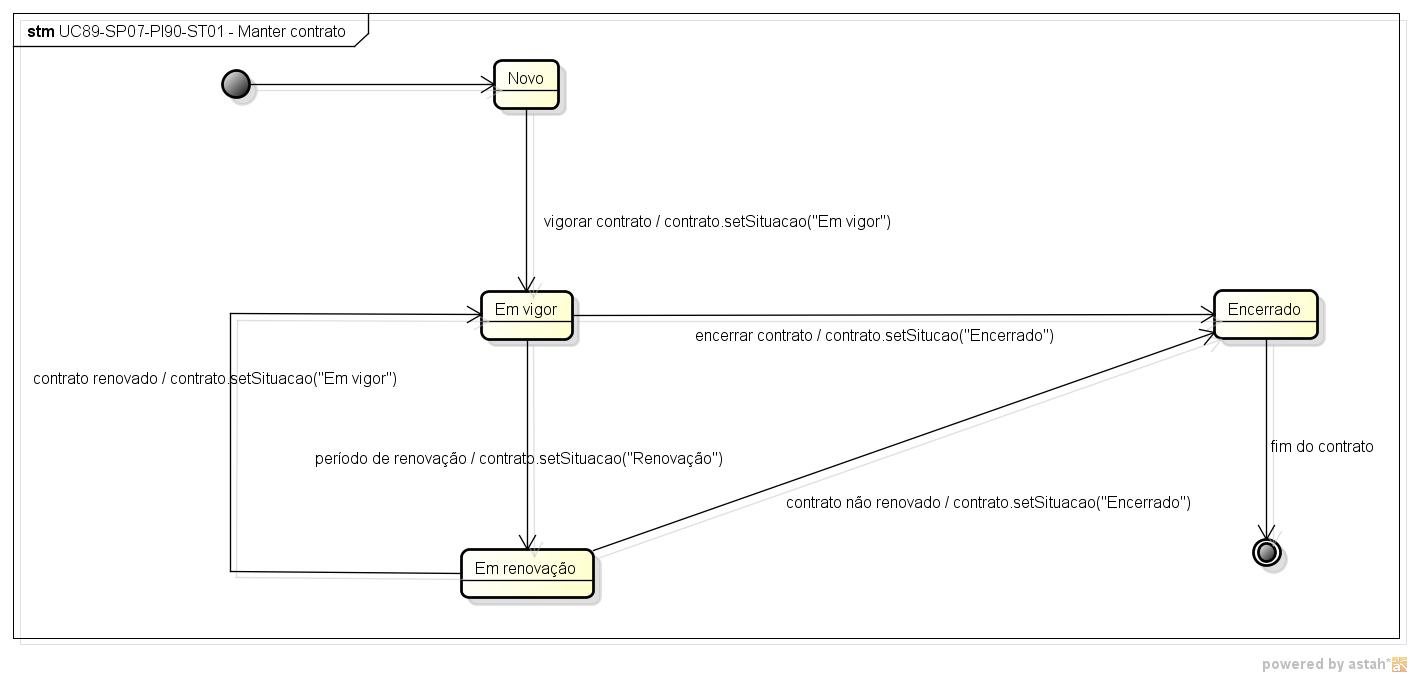 stm UC89-SP07-PI90-ST01 - Manter contrato
Novo
vigorar contrato / contrato.setSituacao("Em vigor")
Em vigor
Encerrado
encerrar contrato / contrato.setSitucao("Encerrado")
contrato renovado / contrato.setSituacao("Em vigor")
fim do contrato
período de renovação / contrato.setSituacao("Renovação")
contrato não renovado / contrato.setSituacao("Encerrado")
Em renovação
powered by astah*